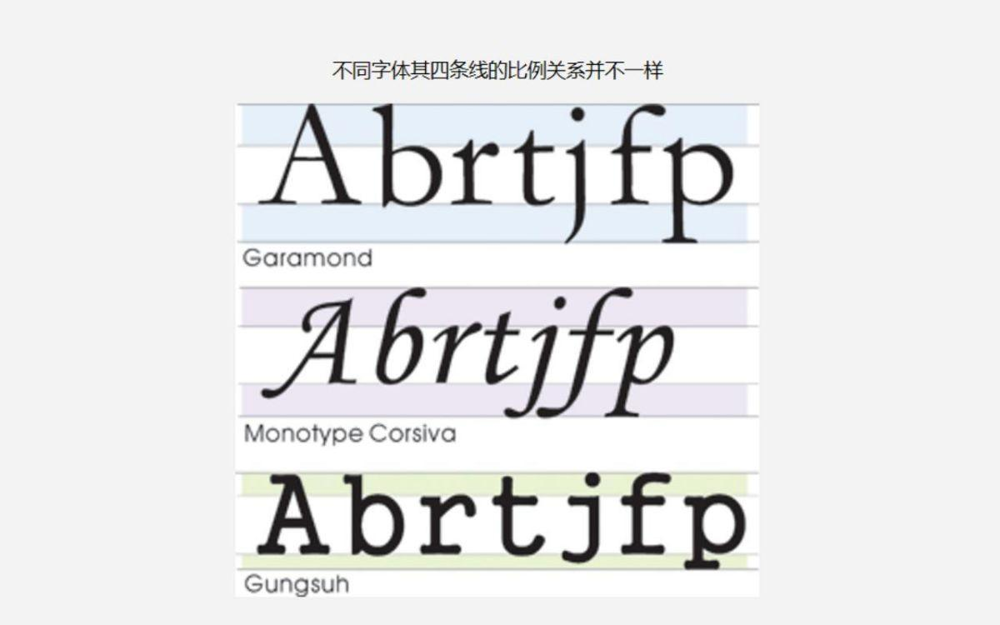 不同字体其四条线的比例关系并不一样
Abrtjfp
Garamond
Abrtjfp
Monotype Corsiva
Abrtjfp
Gungsuh